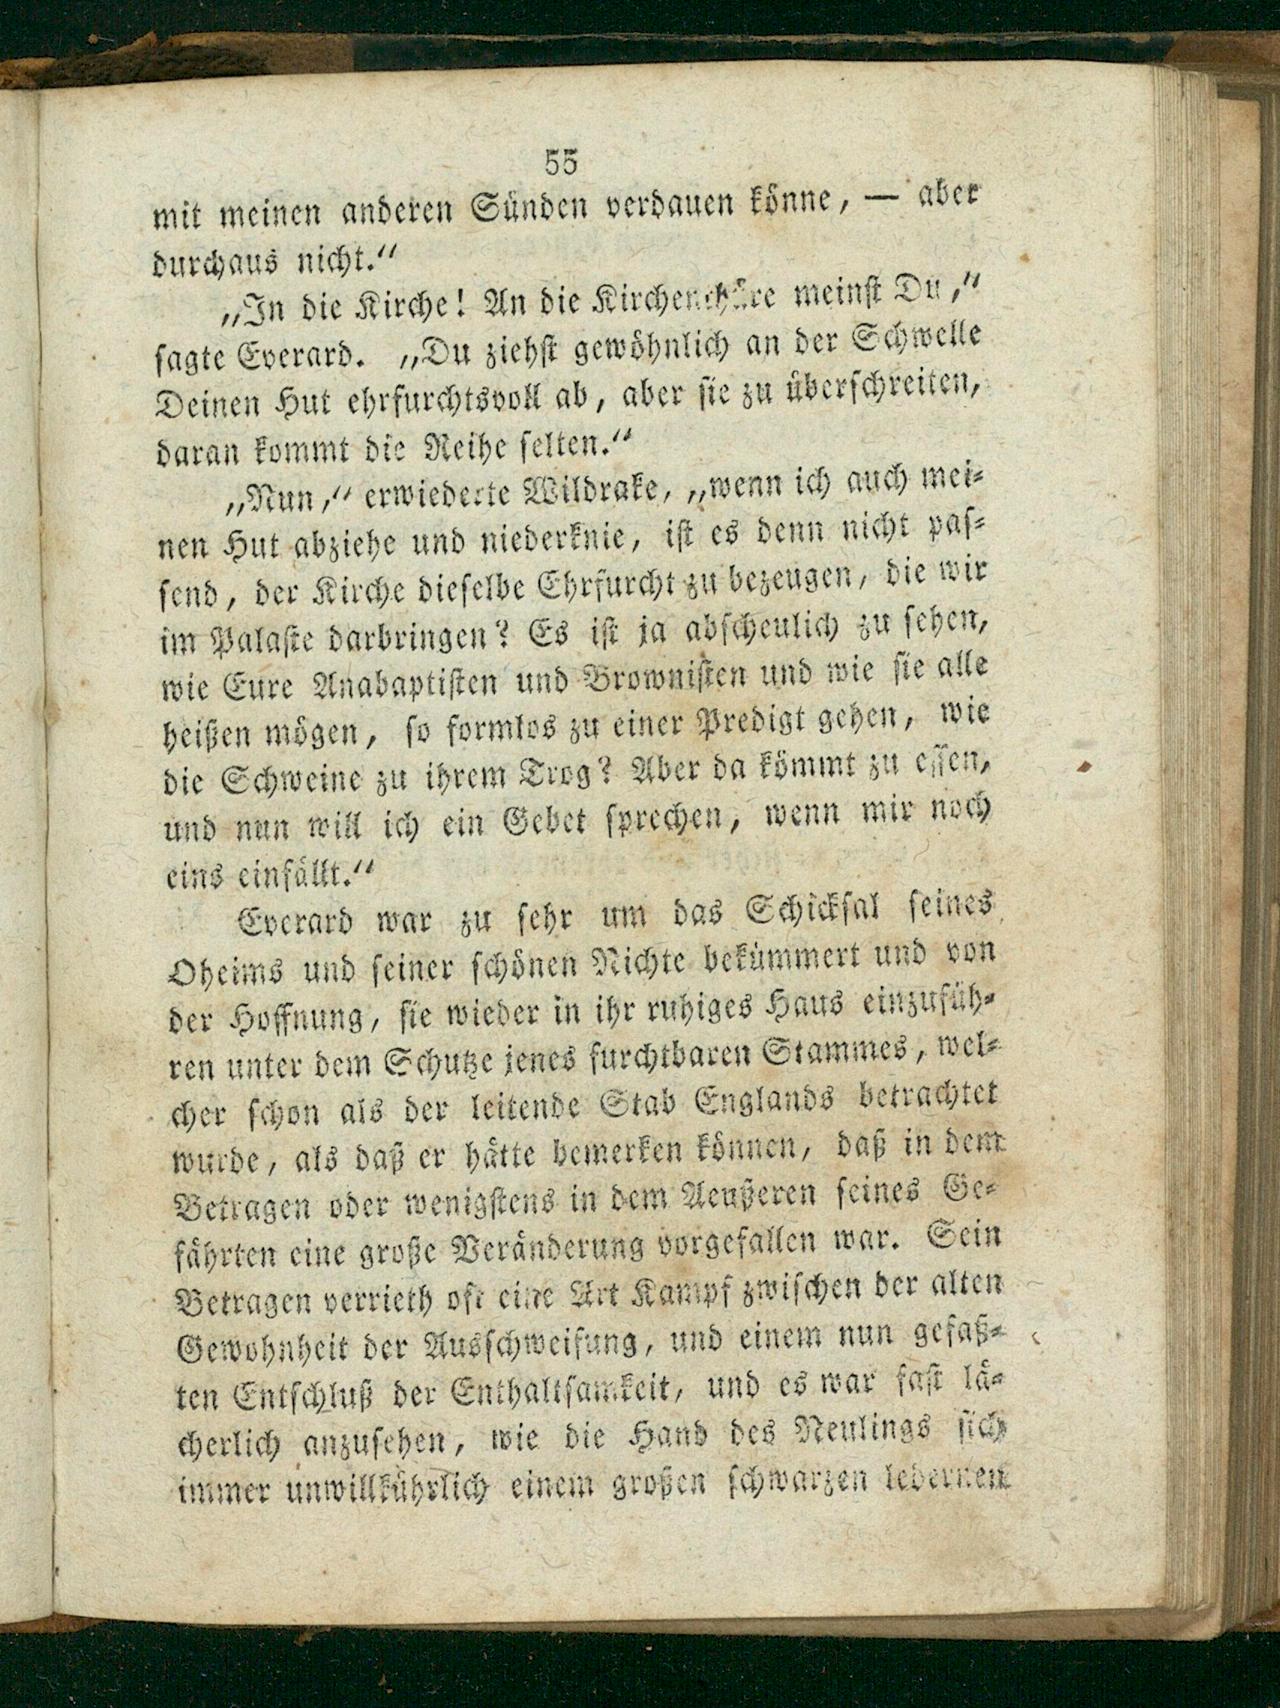 55
mit meinen anderen Sünden verdauen könne, — aber
durchaus nicht.“
„In die Kirche! An die Kirchenthüre meinst Du,“
sagte Everard. „Du ziehst gewöhnlich an der Schwelle
Deinen Hut ehrfurchtsvoll ab, aber sie zu überschreiten,
daran kommt die Reihe selten.“
„Nun,“ erwiederte Wildrake, „wenn ich auch mei-
nen Hut abziehe und niederknie, ist es denn nicht pas-
send, der Kirche dieselbe Ehrfurcht zu bezeugen, die wir
im Palaste darbringen? Es ist ja abscheulich zu sehen,
wie Eure Anabaptisten und Brownisten und wie sie alle
heißen mögen, so formlos zu einer Predigt gehen, wie
die Schweine zu ihrem Trog? Aber da kömmt zu essen,
und nun will ich ein Gebet sprechen, wenn mir noch
eins einfällt.“
Everard war zu sehr um das Schicksal seines
Oheims und seiner schönen Nichte bekümmert und von
der Hoffnung, sie wieder in ihr ruhiges Haus einzufüh-
ren unter dem Schutze jenes furchtbaren Stammes, wel-
cher schon als der leitende Stab Englands betrachtet
wurde, als daß er hätte bemerken können, daß in dem
Betragen oder wenigstens in dem Aeußeren seines Ge-
fährten eine große Veränderung vorgefallen war. Sein
Betragen verrieth oft eine Art Kampf zwischen der alten
Gewohnheit der Ausschweifung, und einem nun gefaß-
ten Entschluß der Enthaltsamkeit, und es war fast lä-
cherlich anzusehen, wie die Hand des Neulings sich
immer unwillkührlich einem großen schwarzen ledernen